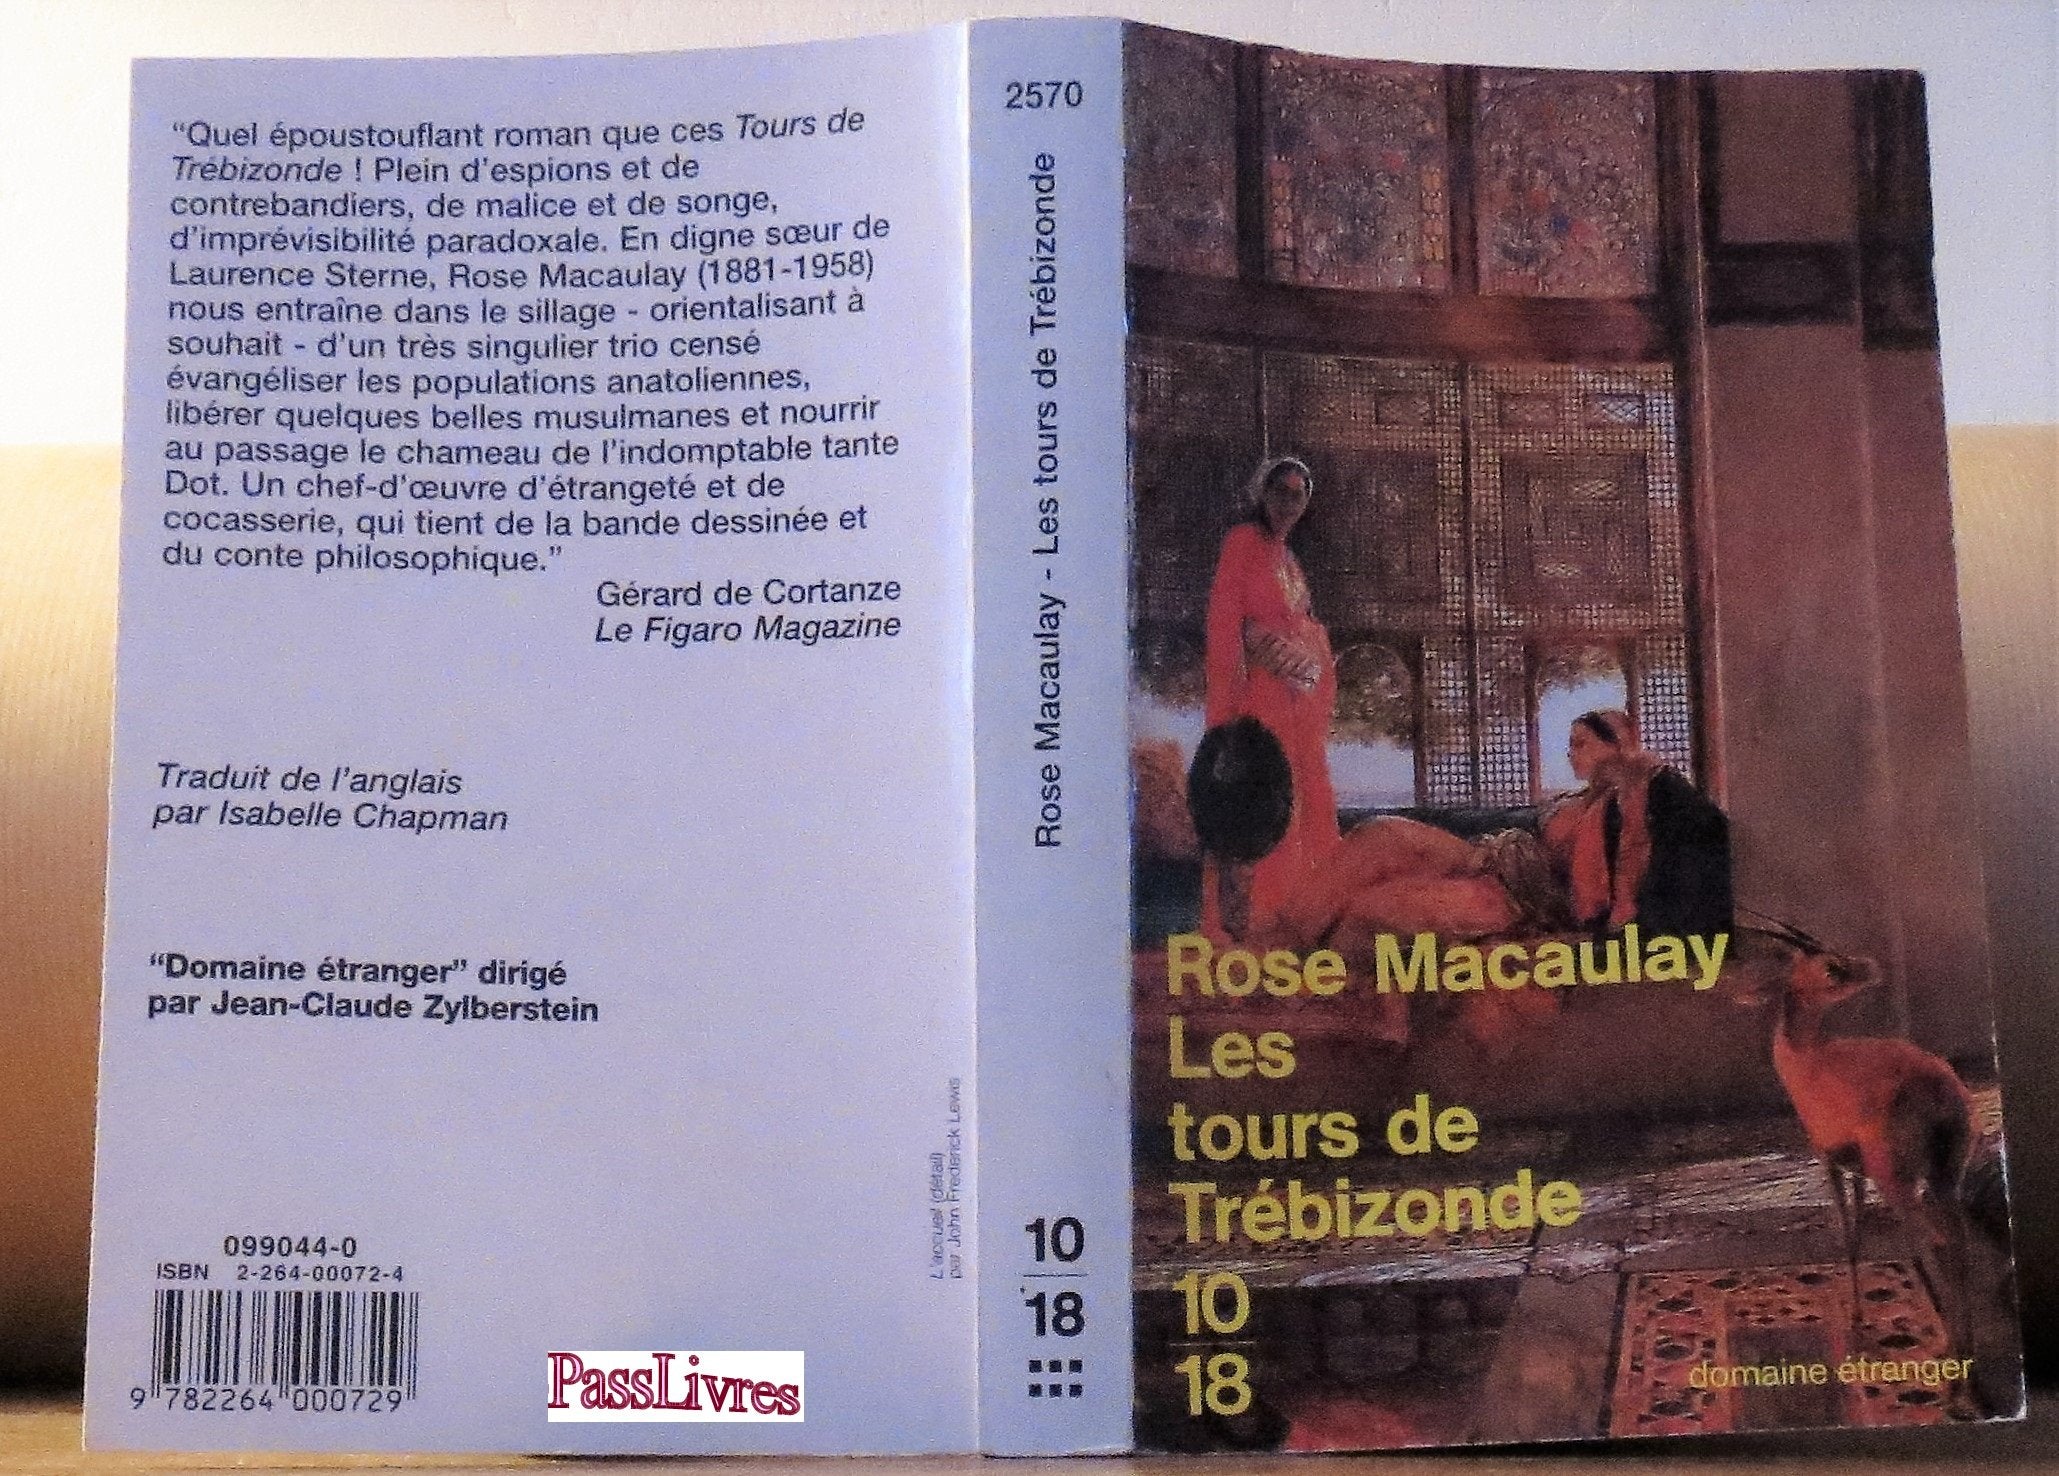 “Quel époustouflant roman que ces Tours de
Trébizonde ! Plein d'espions et de
contrebandiers, de malice et de songe,
d'imprévisibilité paradoxale. En digne sœur de
Laurence Sterne, Rose Macaulay (1881-1958)
nous entraîne dans le sillage - orientalisant à
souhait - d'un très singulier trio censé
évangéliser les populations anatoliennes,
libérer quelques belles musulmanes et nourrir
au passage le chameau de l'indomptable tante
Dot. Un chef-d'œuvre d'étrangeté et de
cocasserie, qui tient de la bande dessinée et
du conte philosophique.”
Gérard de Cortanze
Le Figaro Magazine
Traduit de l'anglais
par Isabelle Chapman
“Domaine étranger” dirigé
par Jean-Claude Zylberstein
L'accueil (détail)
par John Frederick Lewis
099044-0
ISBN 2-264-00072-4
9 782264 000729
PassLivres
2570
Rose Macaulay - Les tours de Trébizonde
10
18
Rose Macaulay
Les
tours de
Trébizonde
10
18
domaine étranger